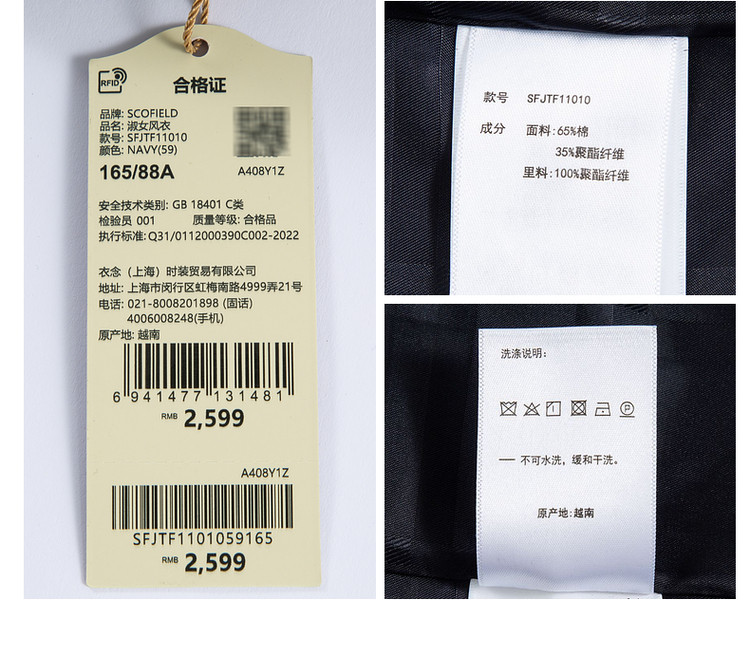 RFID
合格证
品牌: SCOFIELD
品名: 淑女风衣
款号: SFJTF11010
颜色: NAVY(59)
165/88A
A408Y1Z
安全技术类别: GB 18401 C类
检验员 001 质量等级: 合格品
执行标准: Q31/0112000390C002-2022
衣念（上海）时装贸易有限公司
地址: 上海市闵行区虹梅南路4999弄21号
电话: 021-8008201898 (固话)
4006008248(手机)
原产地: 越南
6 941477 131481
RMB 2,599
A408Y1Z
SFJTF1101059165
RMB 2,599
款号 SFJTF11010
成分 面料:65%棉
35%聚酯纤维
里料:100%聚酯纤维
洗涤说明:
P
— 不可水洗，缓和干洗。
原产地:越南